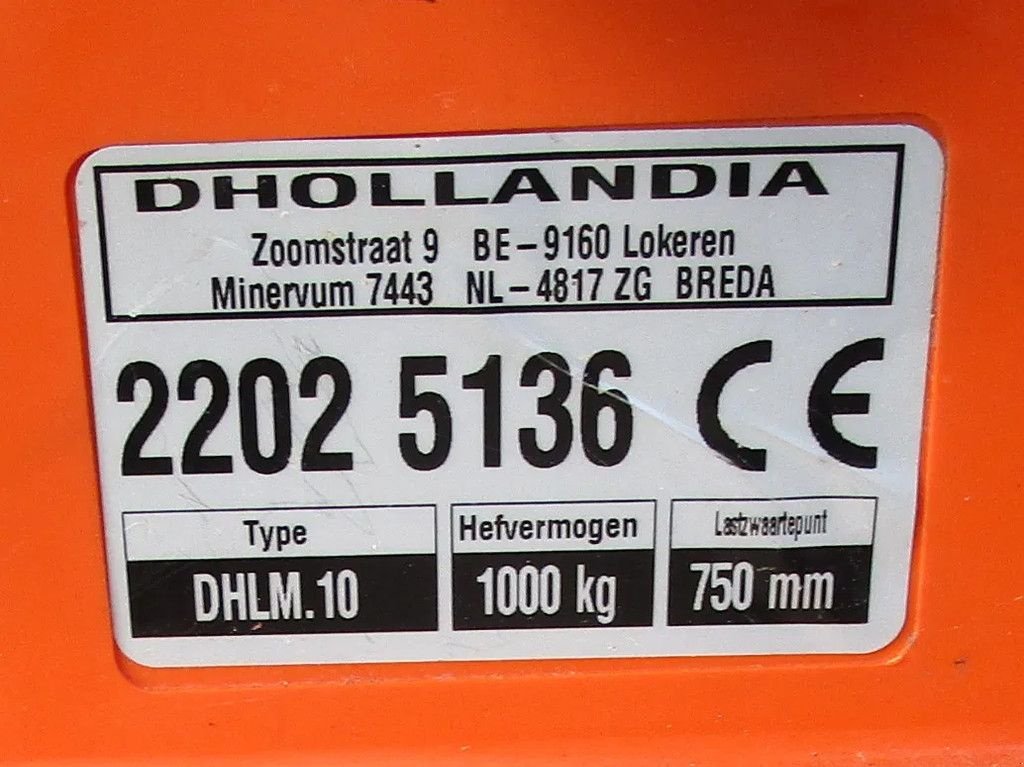 DHOLLANDIA
Zoomstraat 9 BE-9160 Lokeren
Minervum 7443 NL-4817 ZG BREDA
2202 5136 CE
Type Hefvermogen Lastzwaartepunt
DHLM.10 1000 kg 750 mm